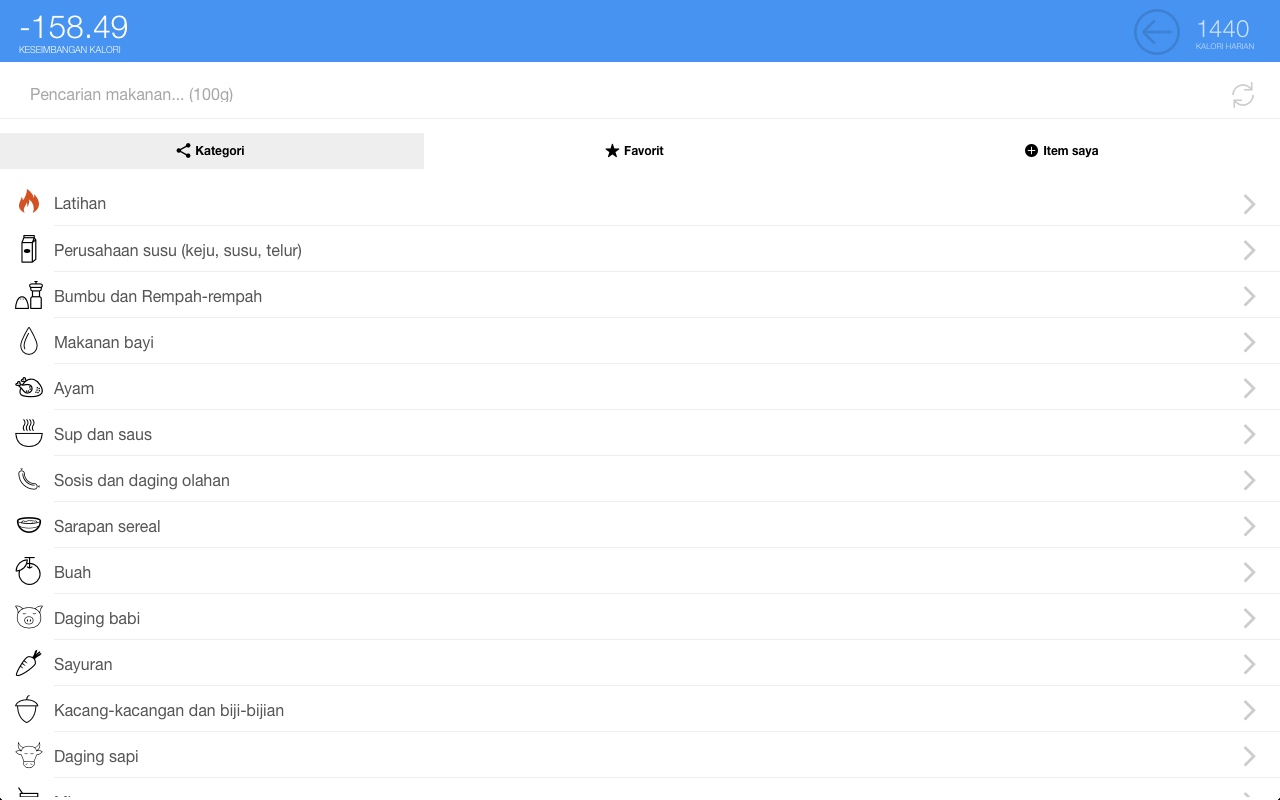 -158.49
KESEIMBANGAN KALORI
1440
KALORI HARIAN
Pencarian makanan... (100g)
Kategori
Favorit
Item saya
Latihan
Perusahaan susu (keju, susu, telur)
Bumbu dan Rempah-rempah
Makanan bayi
Ayam
Sup dan saus
Sosis dan daging olahan
Sarapan sereal
Buah
Daging babi
Sayuran
Kacang-kacangan dan biji-bijian
Daging sapi